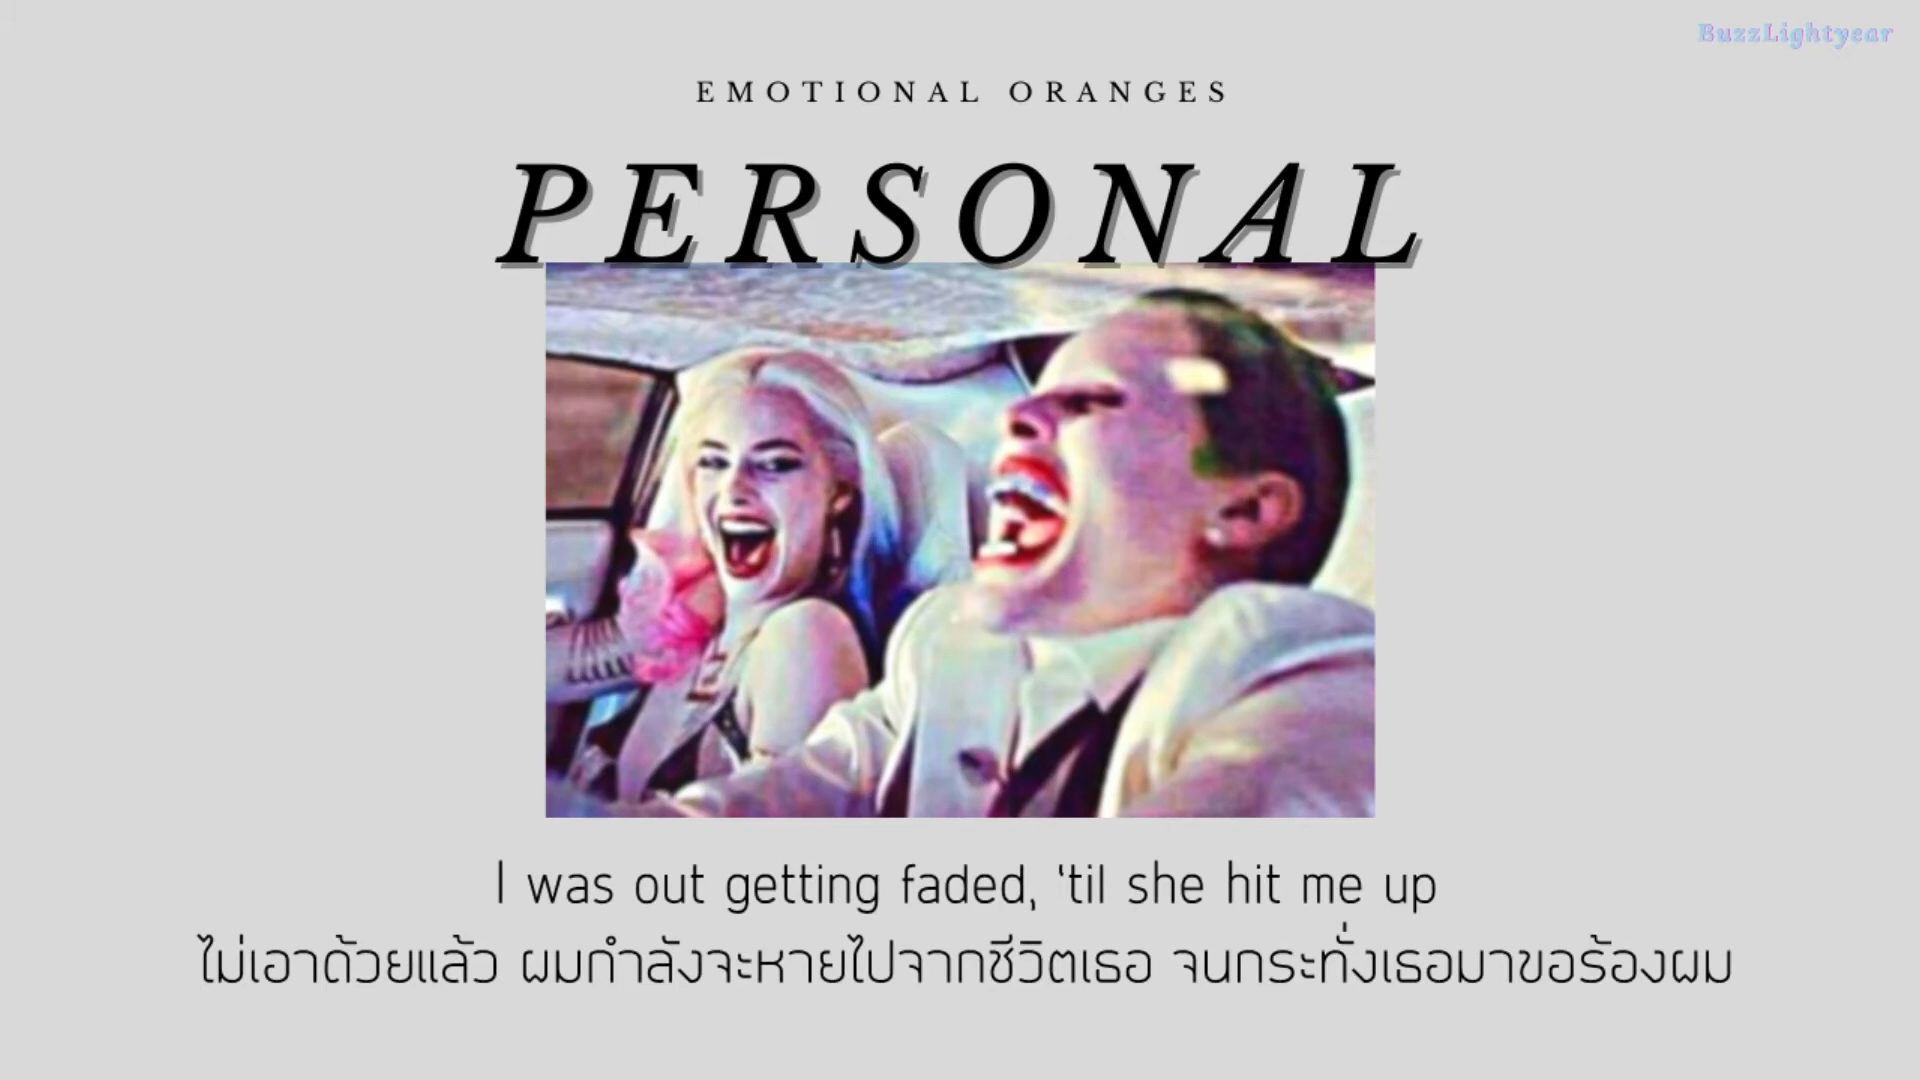 BuzzLightyear
EMOTIONAL ORANGES
PERSONAL
I was out getting faded, 'til she hit me up
ไม่เอาด้วยแล้ว ผมกำลังจะหายไปจากชีวิตเธอ จนกระทั่งเธอมาขอร้องผม